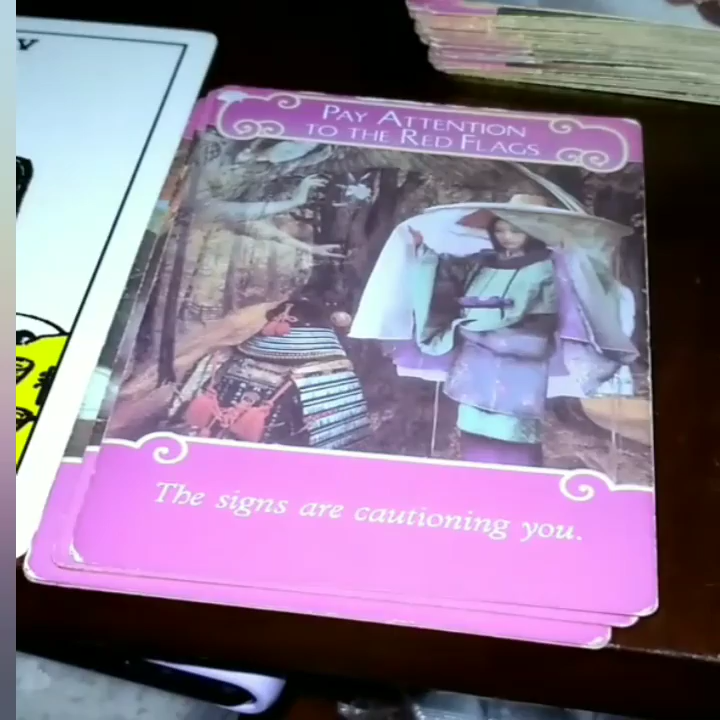 PAY ATTENTION
TO THE RED FLAGS
The signs are cautioning you.